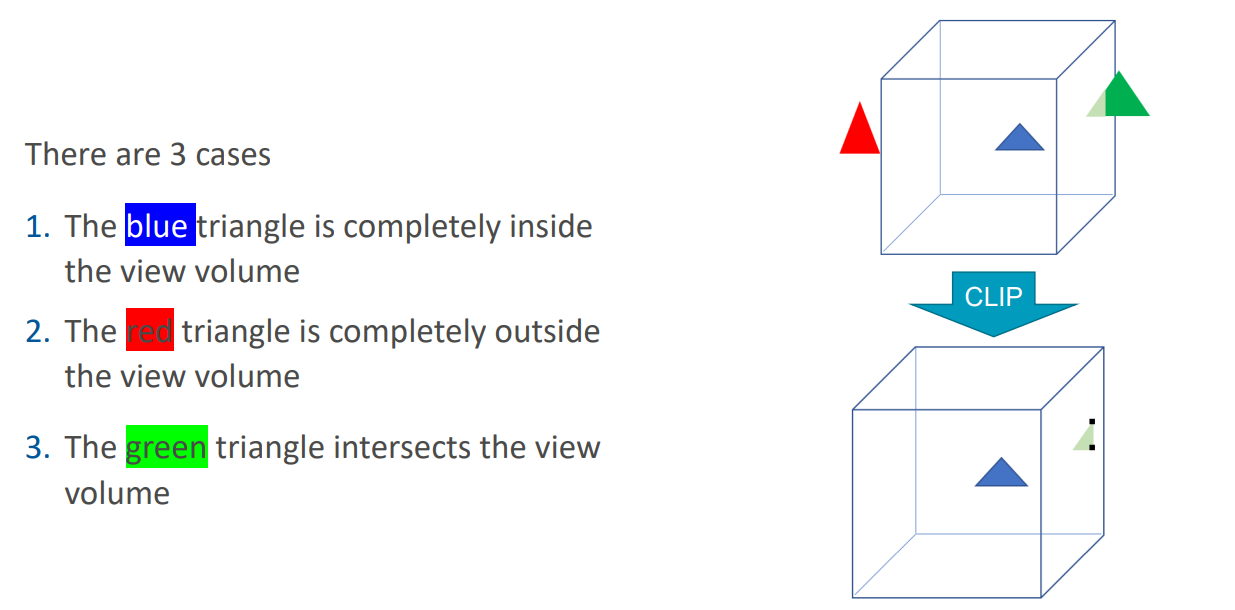 There are 3 cases
1. The blue triangle is completely inside
the view volume
2. The red triangle is completely outside
the view volume
3. The green triangle intersects the view
volume
CLIP